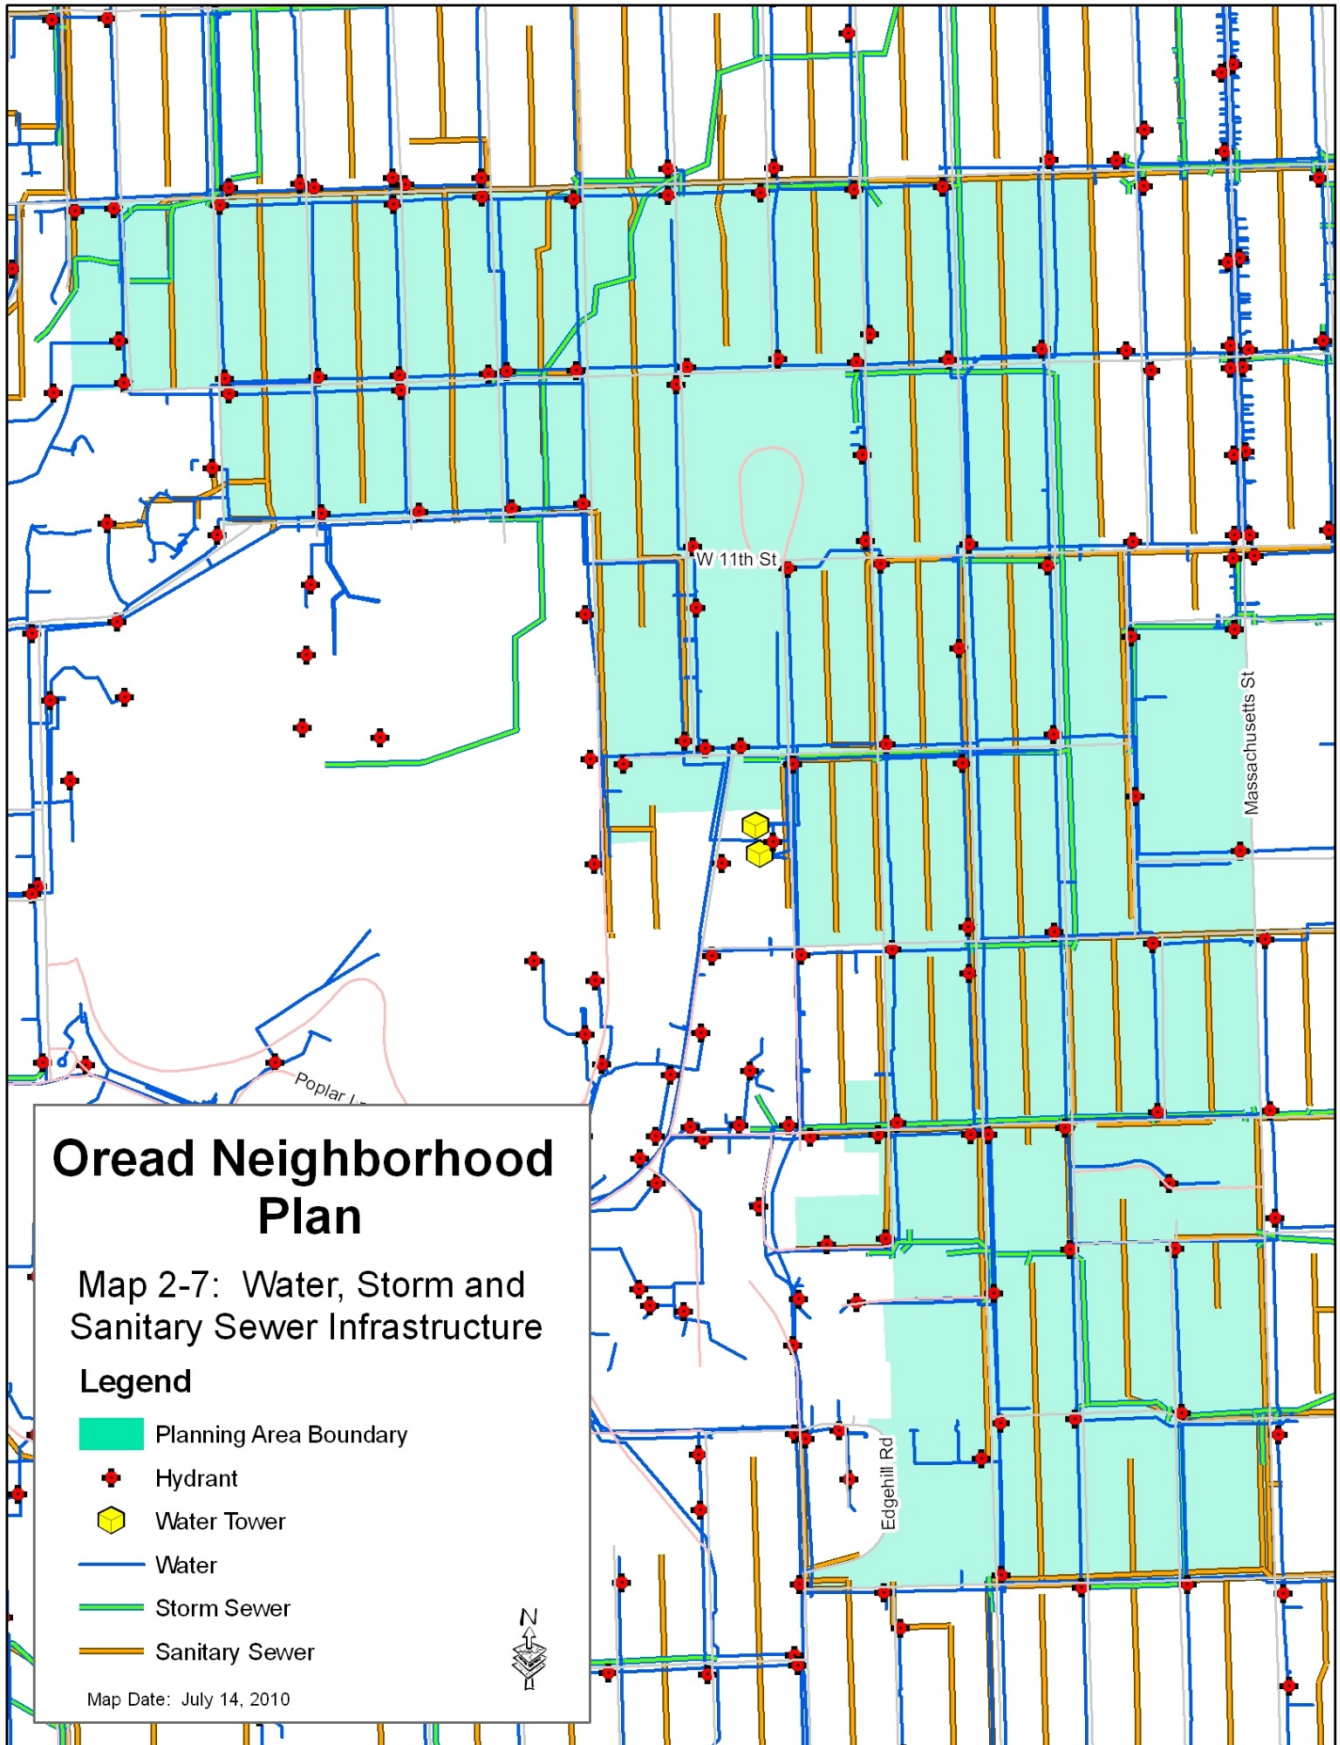 W 11th St
Massachusetts St
Poplar
Oread Neighborhood
Plan
Map 2-7: Water, Storm and
Sanitary Sewer Infrastructure
Legend
Planning Area Boundary
Hydrant
Water Tower
Water
Storm Sewer
Sanitary Sewer
N
Map Date: July 14, 2010
Edgehill Rd